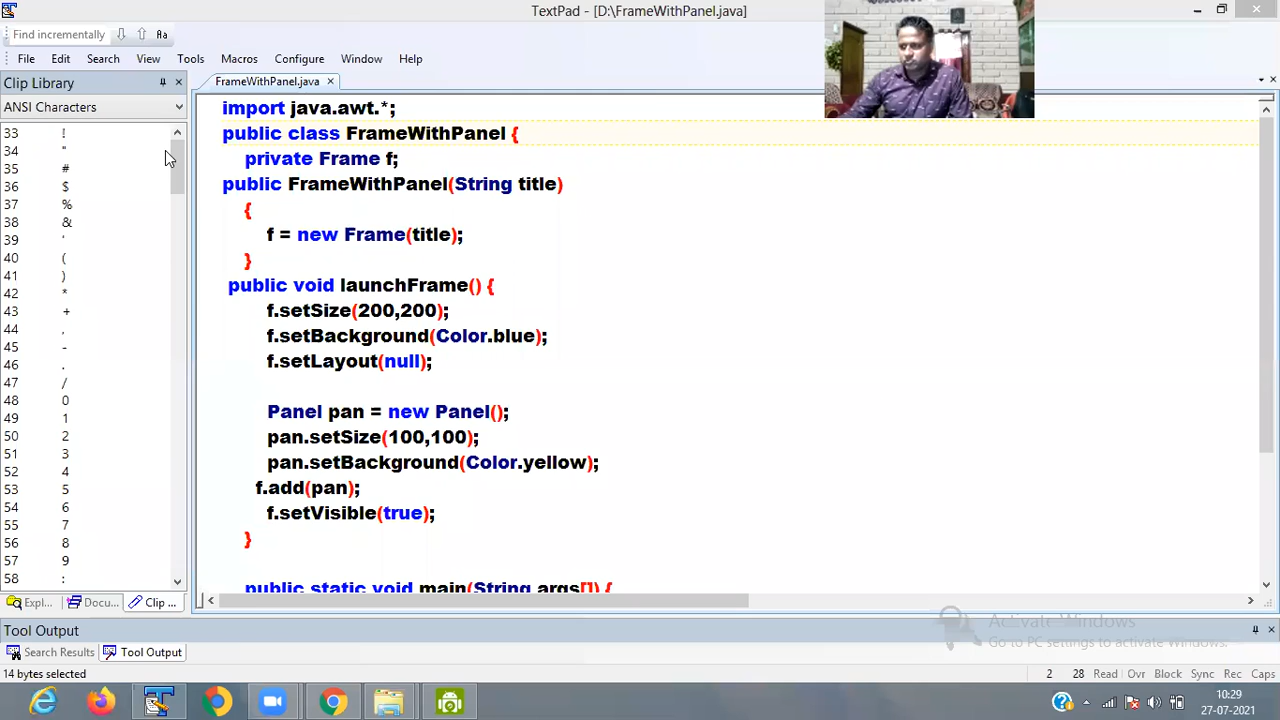 TextPad - [D:\FrameWithPanel.java]
Find incrementally
File Edit Search View Macros Configure Window Help
Clip Library
FrameWithPanel.java
ANSI Characters
33 !
34 "
35 #
36 $
37 %
38 &
39 '
40 (
41 )
42 *
43 +
44 ,
45 -
46 .
47 /
48 0
49 1
50 2
51 3
52 4
53 5
54 6
55 7
56 8
57 9
58 :
import java.awt.*;
public class FrameWithPanel {
private Frame f;
public FrameWithPanel(String title)
{
f = new Frame(title);
}
public void launchFrame() {
f.setSize(200,200);
f.setBackground(Color.blue);
f.setLayout(null);
Panel pan = new Panel();
pan.setSize(100,100);
pan.setBackground(Color.yellow);
f.add(pan);
f.setVisible(true);
}
public static void main(String args[]) {
Expl... Docu... Clip ...
Tool Output
Activate Windows
Go to PC settings to activate Windows.
Search Results Tool Output
14 bytes selected
2 28 Read Ovr Block Sync Rec Caps
10:29
27-07-2021